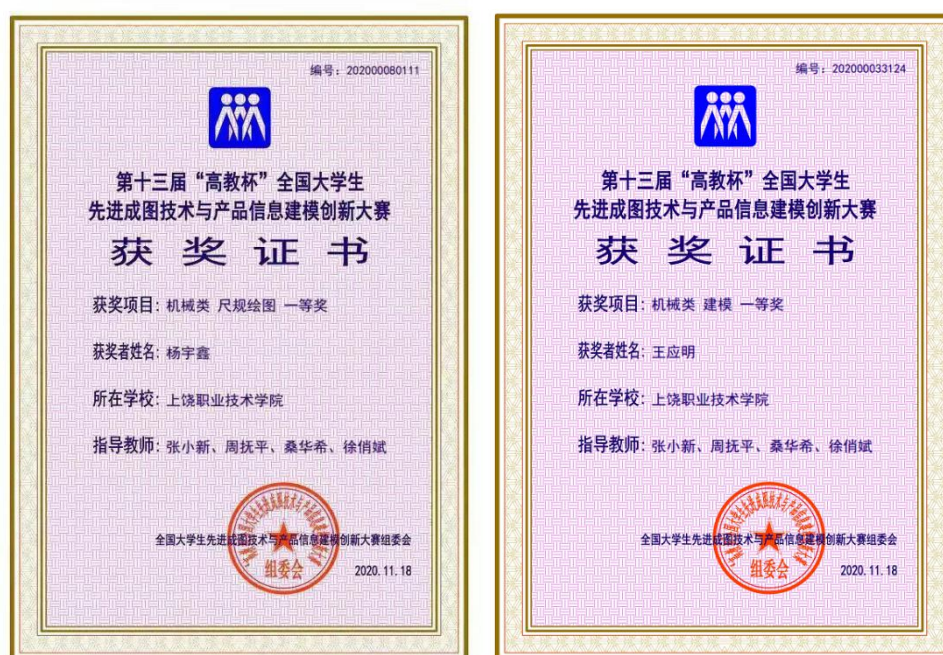 编号：202000080111
第十三届“高教杯”全国大学生
先进成图技术与产品信息建模创新大赛
获奖证书
获奖项目：机械类 尺规绘图 一等奖
获奖者姓名：杨宇鑫
所在学校：上饶职业技术学院
指导教师：张小新、周抚平、桑华希、徐俏斌
全国大学生先进成图技术与产品信息建模创新大赛组委会
组委会
2020.11.18
编号：202000033124
第十三届“高教杯”全国大学生
先进成图技术与产品信息建模创新大赛
获奖证书
获奖项目：机械类 建模 一等奖
获奖者姓名：王应明
所在学校：上饶职业技术学院
指导教师：张小新、周抚平、桑华希、徐俏斌
全国大学生先进成图技术与产品信息建模创新大赛组委会
组委会
2020.11.18